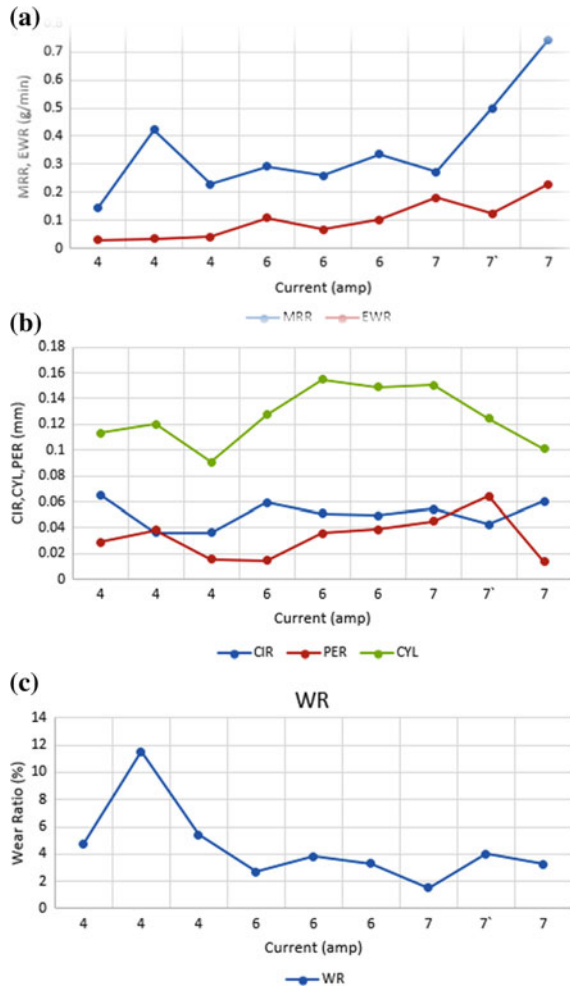 (a)
0.8
0.7
0.6
0.5
0.4
0.3
0.2
0.1
0
MRR, EWR (g/min)
4 4 4 6 6 6 7 7` 7
Current (amp)
MRR EWR
(b)
0.18
0.16
0.14
0.12
0.1
0.08
0.06
0.04
0.02
0
CIR,CYL,PER (mm)
4 4 4 6 6 6 7 7` 7
Current (amp)
CIR PER CYL
(c)
WR
14
12
10
8
6
4
2
0
Wear Ratio (%)
4 4 4 6 6 6 7 7` 7
Current (amp)
WR